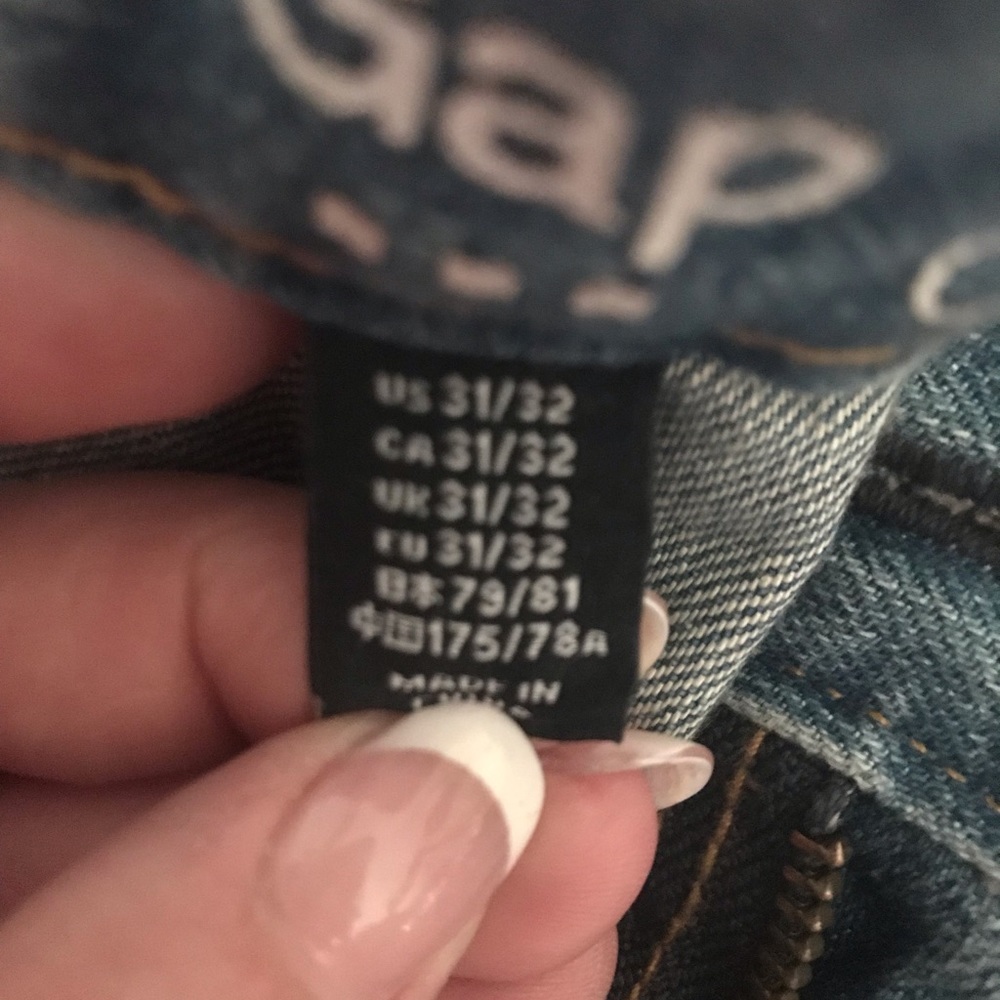 Gap
US 31/32
CA 31/32
UK 31/32
EU 31/32
日本 79/81
中国 175/78A
MADE IN